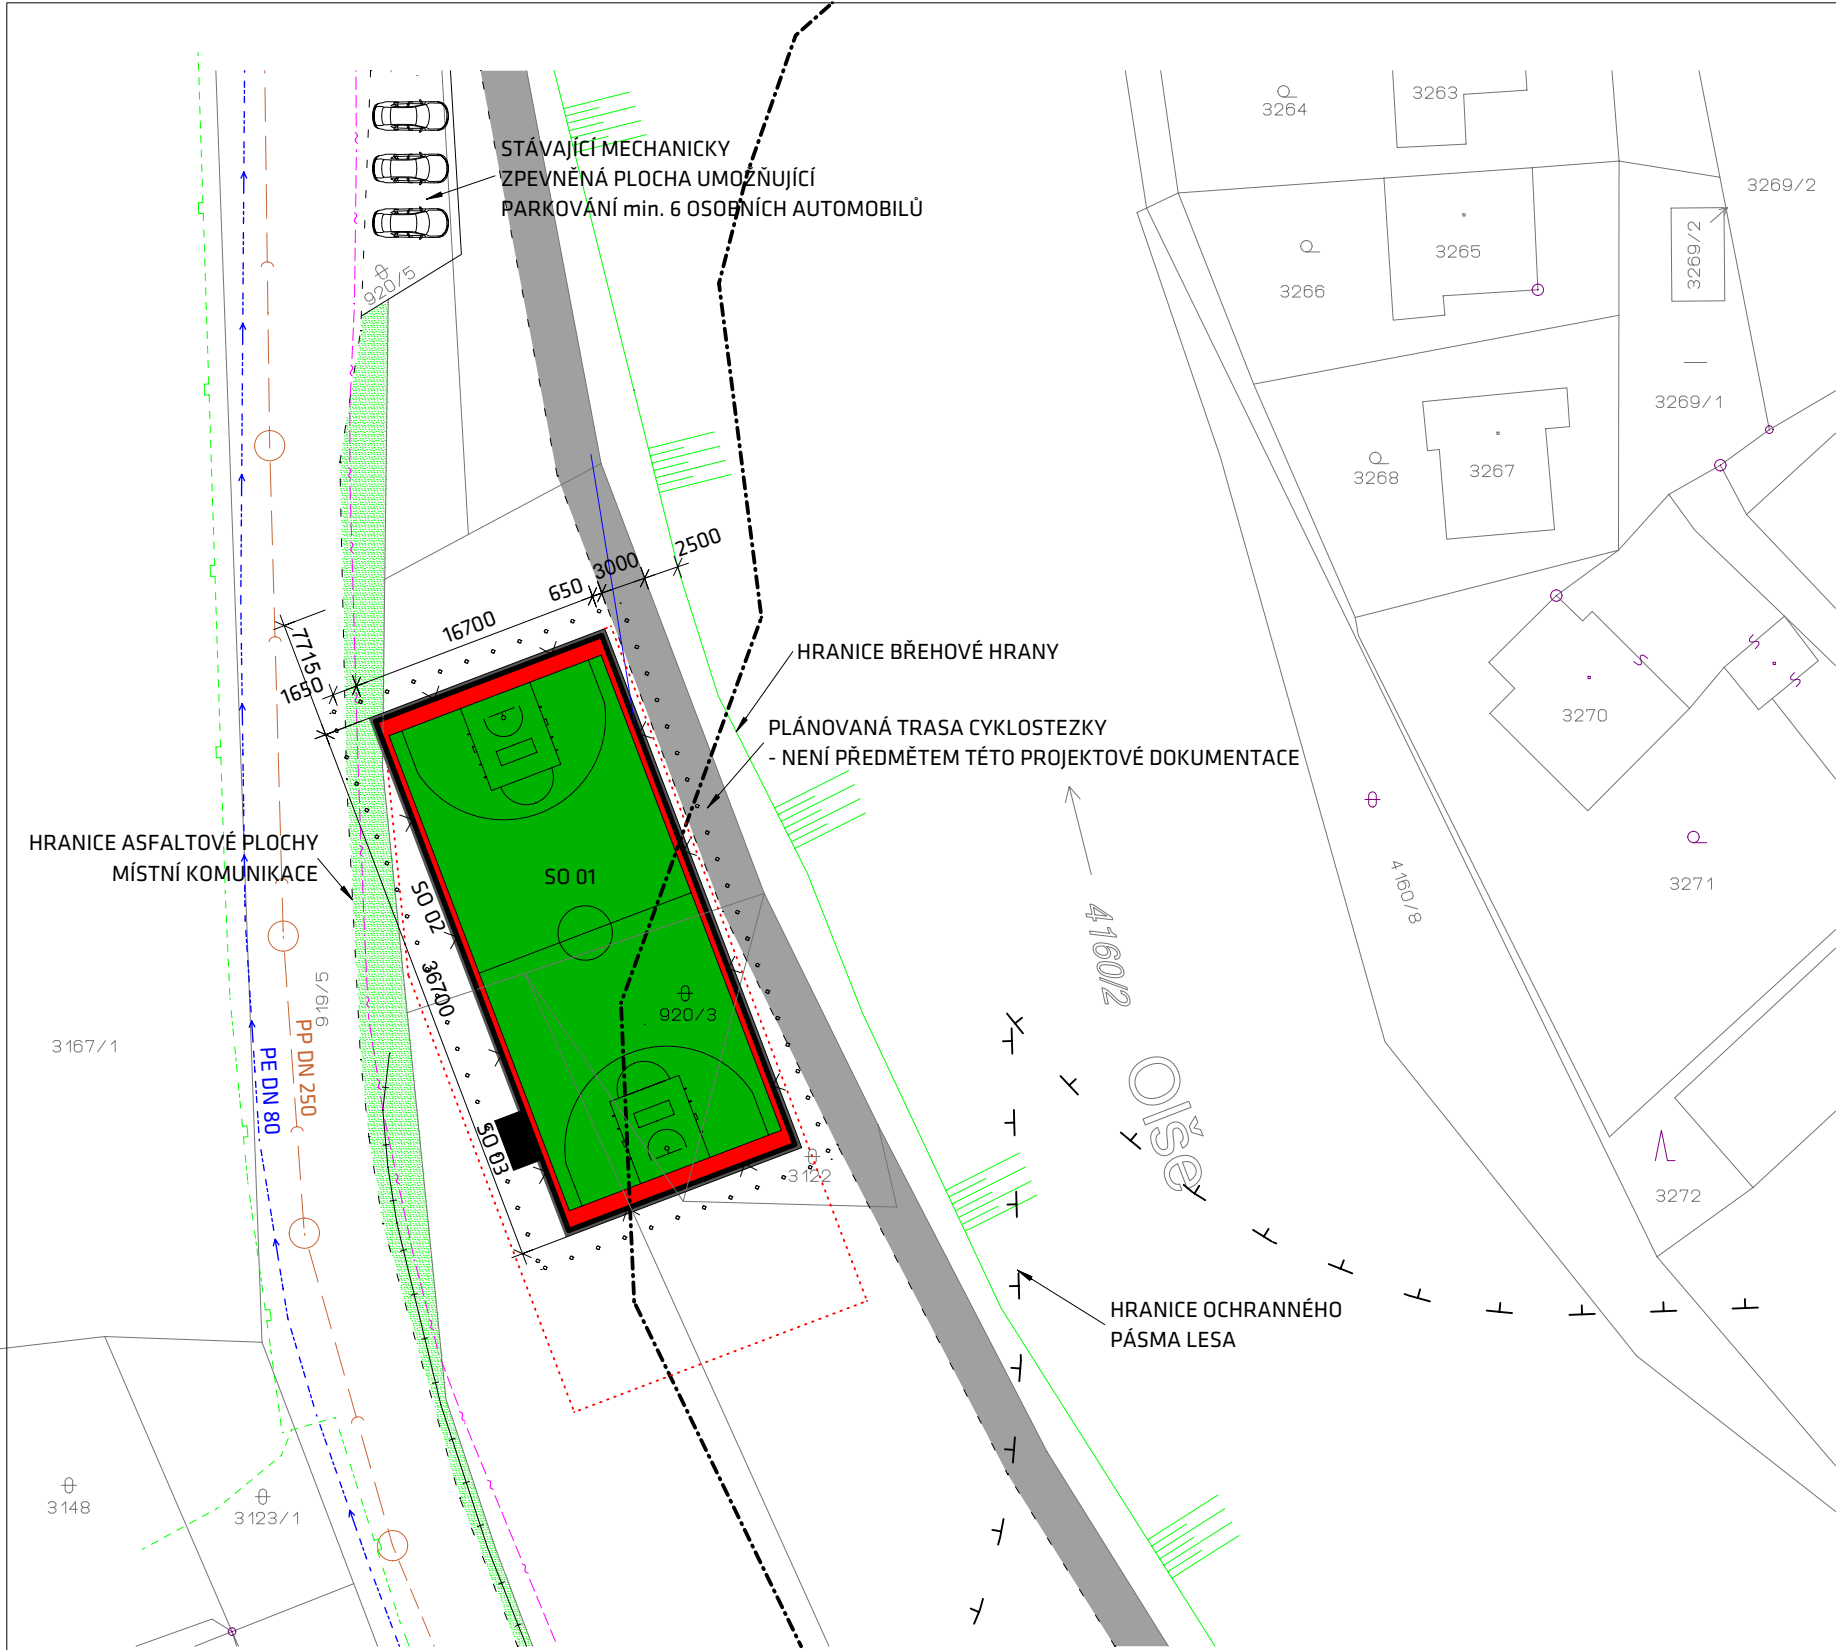 3264
3263
STÁVAJÍCÍ MECHANICKY
ZPEVNĚNÁ PLOCHA UMOŽŇUJÍCÍ
PARKOVÁNÍ min. 6 OSOBNÍCH AUTOMOBILŮ
3269/2
3269/2
3265
3266
920/5
3269/1
3268
3267
2500
3000
650
16700
7715
1650
HRANICE BŘEHOVÉ HRANY
PLÁNOVANÁ TRASA CYKLOSTEZKY
- NENÍ PŘEDMĚTEM TÉTO PROJEKTOVÉ DOKUMENTACE
3270
HRANICE ASFALTOVÉ PLOCHY
MÍSTNÍ KOMUNIKACE
SO 01
SO 02
3271
4160/8
4160/2
36700
919/5
920/3
3167/1
PP DN 250
PE DN 80
Olše
SO 03
3122
3272
HRANICE OCHRANNÉHO
PÁSMA LESA
3148
3123/1